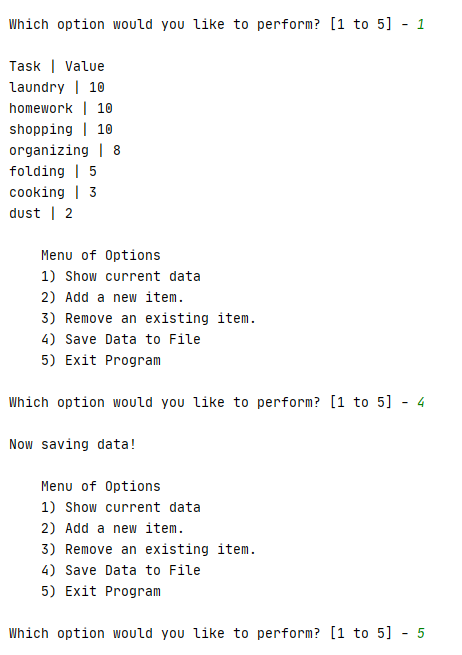 Which option would you like to perform? [1 to 5] - 1
Task | Value
laundry | 10
homework | 10
shopping | 10
organizing | 8
folding | 5
cooking | 3
dust | 2
Menu of Options
1) Show current data
2) Add a new item.
3) Remove an existing item.
4) Save Data to File
5) Exit Program
Which option would you like to perform? [1 to 5] - 4
Now saving data!
Menu of Options
1) Show current data
2) Add a new item.
3) Remove an existing item.
4) Save Data to File
5) Exit Program
Which option would you like to perform? [1 to 5] - 5